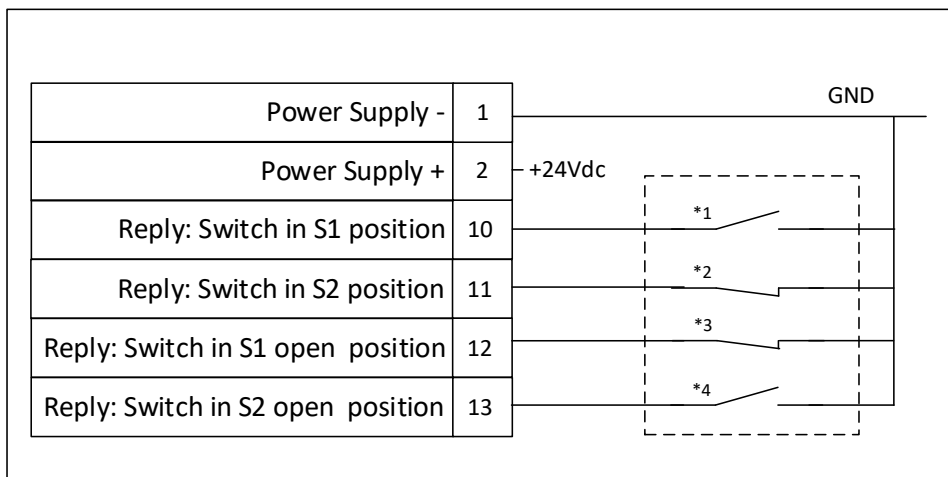 GND
Power Supply - 1
Power Supply + 2 +24Vdc
Reply: Switch in S1 position 10 *1
Reply: Switch in S2 position 11 *2
Reply: Switch in S1 open position 12 *3
Reply: Switch in S2 open position 13 *4